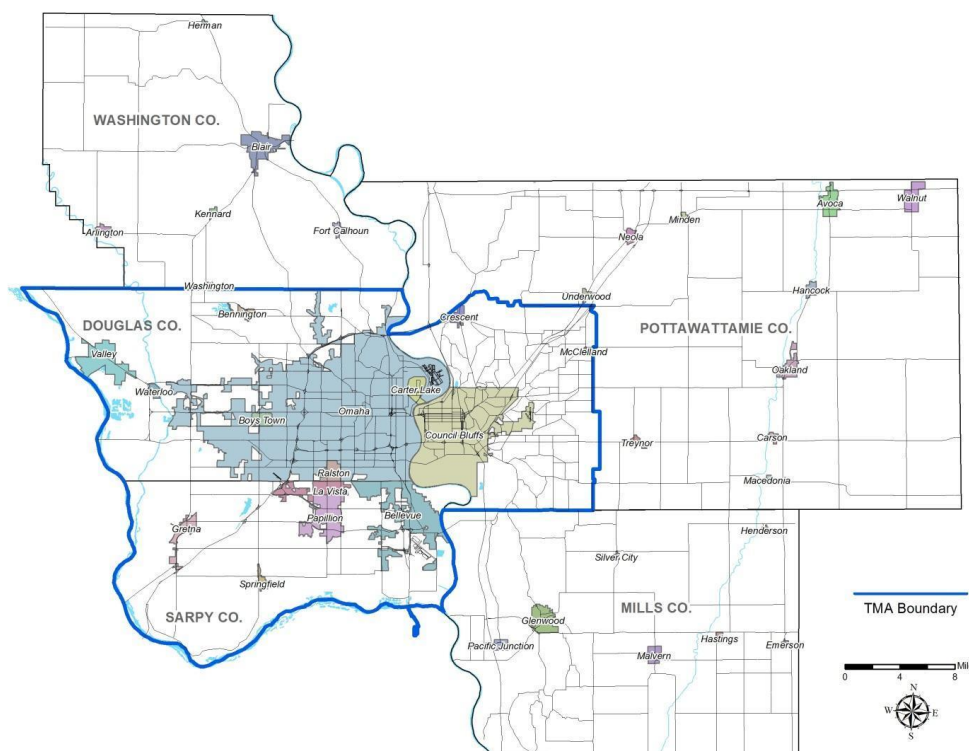 Herman
WASHINGTON CO.
Blair
Avoca
Walnut
Kennard
Minden
Arlington
Fort Calhoun
Neola
Washington
Hancock
Underwood
Bennington
Crescent
DOUGLAS CO.
POTTAWATTAMIE CO.
Valley
McClelland
Oakland
Waterloo
Carter Lake
Omaha
Boys Town
Council Bluffs
Treynor
Carson
Ralston
Macedonia
La Vista
Papillion
Bellevue
Gretna
Henderson
Silver City
Springfield
TMA Boundary
MILLS CO.
SARPY CO.
Glenwood
Hastings
Pacific Junction
Emerson
Malvern
0 4 8 Mil
N
W E
S